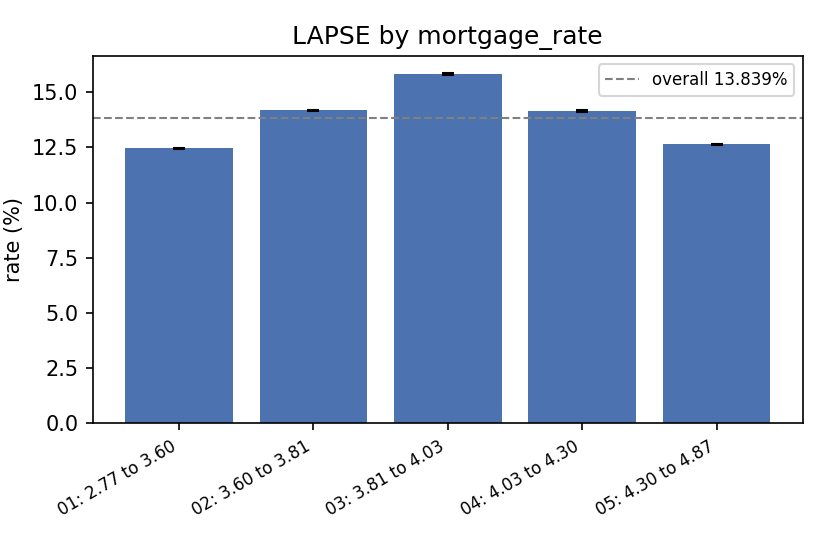 LAPSE by mortgage_rate
overall 13.839%
rate (%)
15.0
12.5
10.0
7.5
5.0
2.5
0.0
01: 2.77 to 3.60
02: 3.60 to 3.81
03: 3.81 to 4.03
04: 4.03 to 4.30
05: 4.30 to 4.87